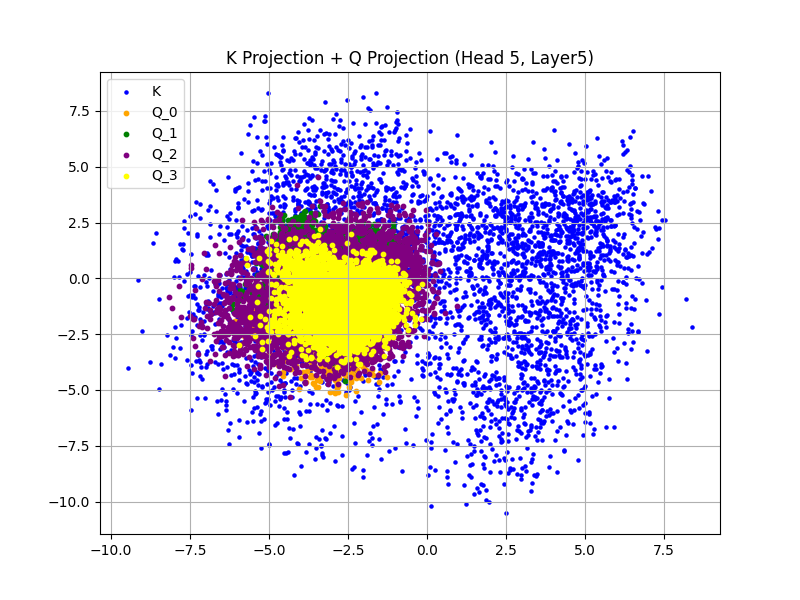 K Projection + Q Projection (Head 5, Layer5)
K
Q_0
Q_1
Q_2
Q_3
7.5
5.0
2.5
0.0
−2.5
−5.0
−7.5
−10.0
−10.0 −7.5 −5.0 −2.5 0.0 2.5 5.0 7.5